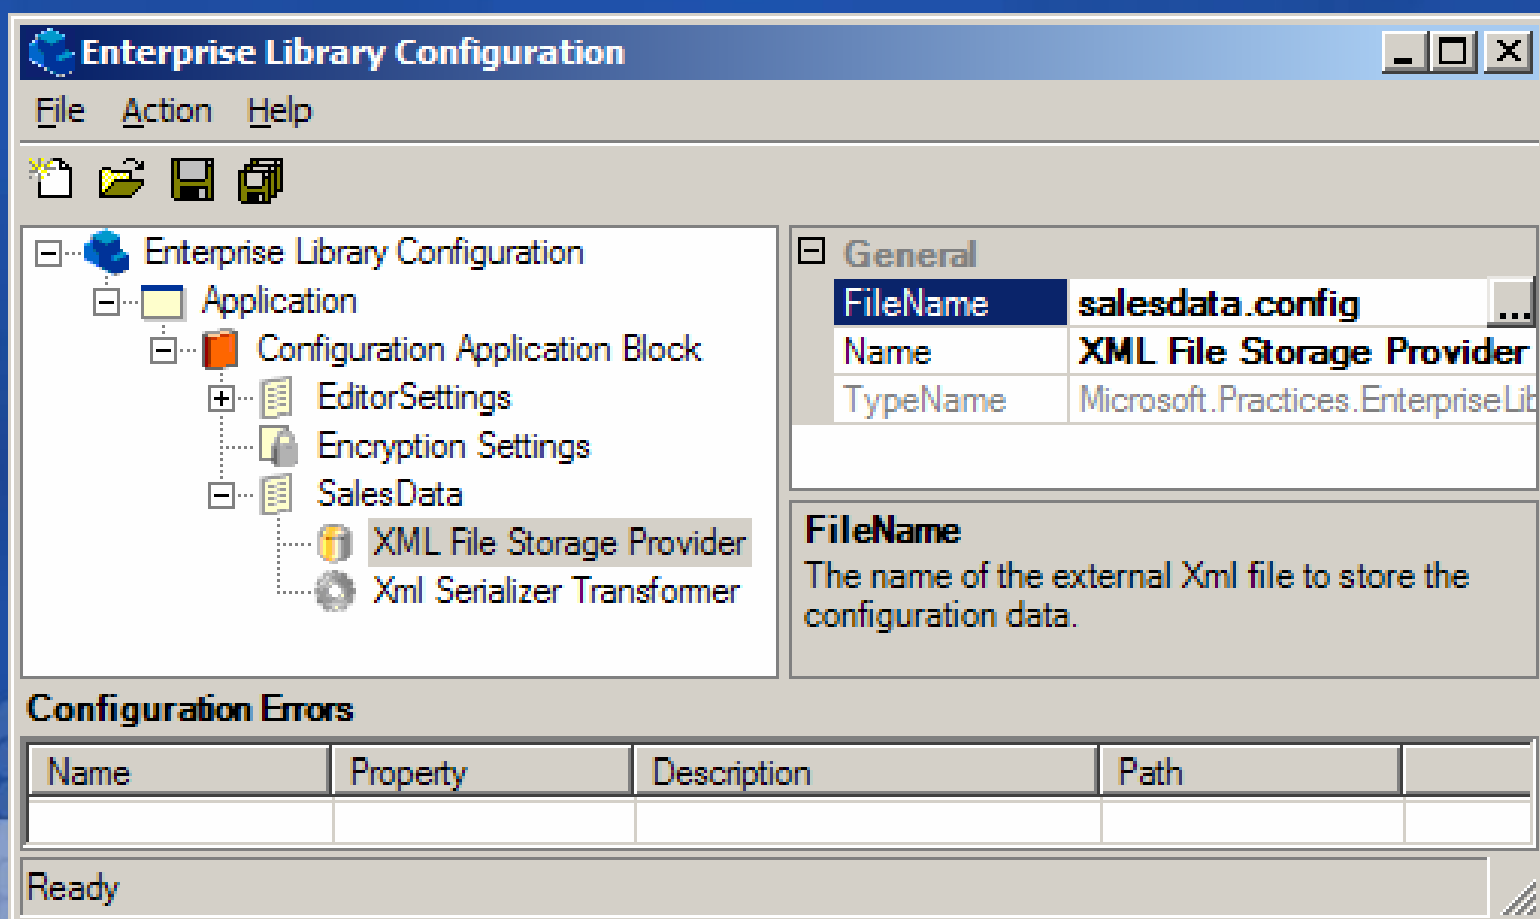 Enterprise Library Configuration
File Action Help
Enterprise Library Configuration
Application
Configuration Application Block
EditorSettings
Encryption Settings
SalesData
XML File Storage Provider
Xml Serializer Transformer
General
FileName salesdata.config ...
Name XML File Storage Provider
TypeName Microsoft.Practices.EnterpriseLib
FileName
The name of the external Xml file to store the
configuration data.
Configuration Errors
Name Property Description Path
Ready